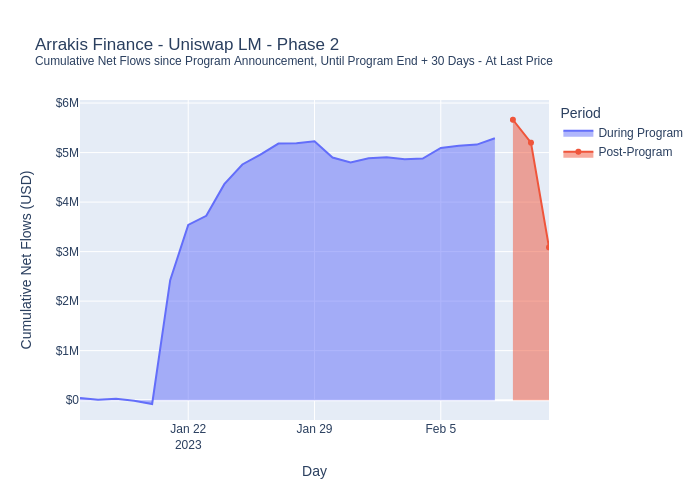 Arrakis Finance - Uniswap LM - Phase 2
Cumulative Net Flows since Program Announcement, Until Program End + 30 Days - At Last Price
Period
During Program
Post-Program
Cumulative Net Flows (USD)
$6M
$5M
$4M
$3M
$2M
$1M
$0
Jan 22
2023
Jan 29
Feb 5
Day